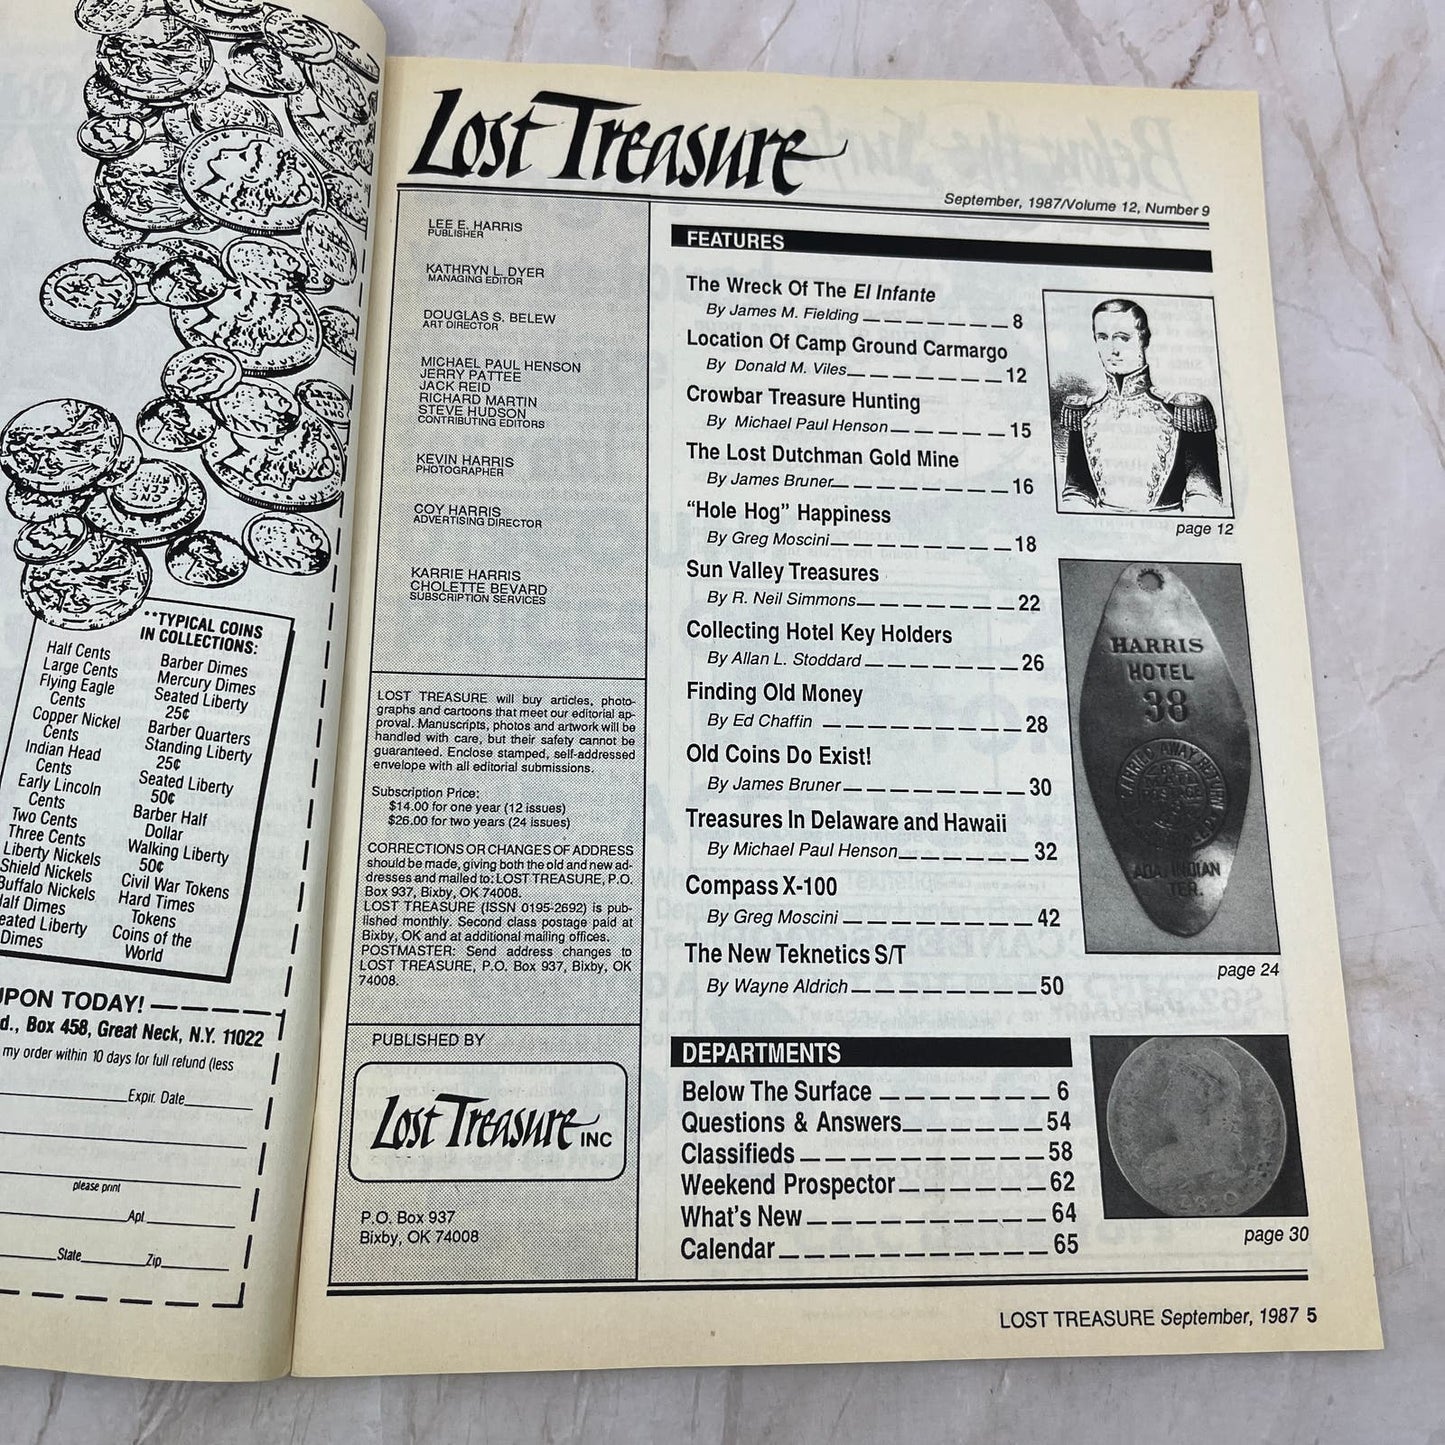 **TYPICAL COINS
IN COLLECTIONS:
Half Cents
Large Cents
Flying Eagle
Cents
Copper Nickel
Cents
Indian Head
Cents
Early Lincoln
Cents
Two Cents
Three Cents
Liberty Nickels
Shield Nickels
Buffalo Nickels
Half Dimes
Seated Liberty
Dimes
Barber Dimes
Mercury Dimes
Seated Liberty
25¢
Barber Quarters
Standing Liberty
25¢
Seated Liberty
50¢
Barber Half
Dollar
Walking Liberty
50¢
Civil War Tokens
Hard Times
Tokens
Coins of the
World
UPON TODAY!
d., Box 458, Great Neck, N.Y. 11022
my order within 10 days for full refund (less
Expir. Date
please print
Apt.
State Zip
Lost Treasure
September, 1987/Volume 12, Number 9
LEE E. HARRIS
PUBLISHER
KATHRYN L. DYER
MANAGING EDITOR
DOUGLAS S. BELEW
ART DIRECTOR
MICHAEL PAUL HENSON
JERRY PATTEE
JACK REID
RICHARD MARTIN
STEVE HUDSON
CONTRIBUTING EDITORS
KEVIN HARRIS
PHOTOGRAPHER
COY HARRIS
ADVERTISING DIRECTOR
KARRIE HARRIS
CHOLETTE BEVARD
SUBSCRIPTION SERVICES
LOST TREASURE will buy articles, photo-
graphs and cartoons that meet our editorial ap-
proval. Manuscripts, photos and artwork will be
handled with care, but their safety cannot be
guaranteed. Enclose stamped, self-addressed
envelope with all editorial submissions.
Subscription Price:
$14.00 for one year (12 issues)
$26.00 for two years (24 issues)
CORRECTIONS OR CHANGES OF ADDRESS
should be made, giving both the old and new ad-
dresses and mailed to: LOST TREASURE, P.O.
Box 937, Bixby, OK 74008.
LOST TREASURE (ISSN 0195-2692) is pub-
lished monthly. Second class postage paid at
Bixby, OK and at additional mailing offices.
POSTMASTER: Send address changes to
LOST TREASURE, P.O. Box 937, Bixby, OK
74008.
PUBLISHED BY
Lost Treasure INC
P.O. Box 937
Bixby, OK 74008
FEATURES
The Wreck Of The El Infante
By James M. Fielding 8
Location Of Camp Ground Carmargo
By Donald M. Viles 12
Crowbar Treasure Hunting
By Michael Paul Henson 15
The Lost Dutchman Gold Mine
By James Bruner 16
“Hole Hog” Happiness
By Greg Moscini 18
Sun Valley Treasures
By R. Neil Simmons 22
Collecting Hotel Key Holders
By Allan L. Stoddard 26
Finding Old Money
By Ed Chaffin 28
Old Coins Do Exist!
By James Bruner 30
Treasures In Delaware and Hawaii
By Michael Paul Henson 32
Compass X-100
By Greg Moscini 42
The New Teknetics S/T
By Wayne Aldrich 50
DEPARTMENTS
Below The Surface 6
Questions & Answers 54
Classifieds 58
Weekend Prospector 62
What's New 64
Calendar 65
page 12
HARRIS
HOTEL
38
ADA, INDIAN
TER.
page 24
page 30
LOST TREASURE September, 1987 5